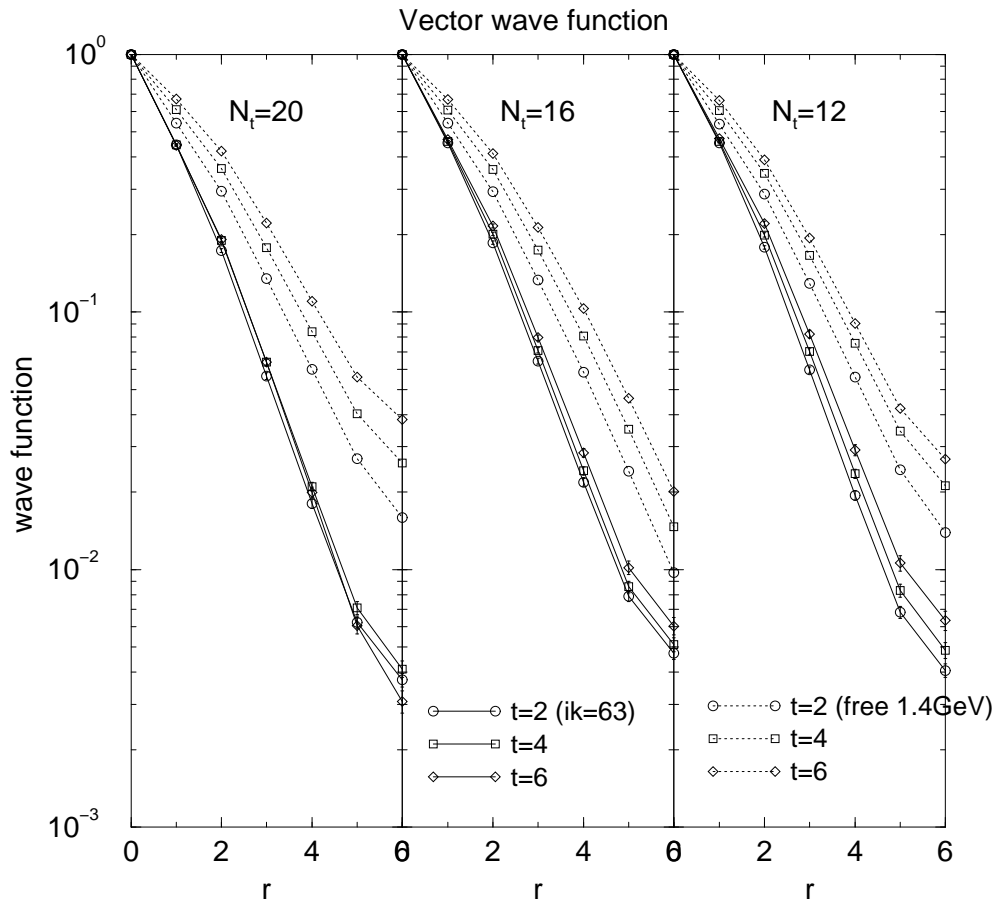 Vector wave function
10⁰
10⁻¹
10⁻²
10⁻³
wave function
N_t=20
N_t=16
N_t=12
t=2 (ik=63)
t=4
t=6
t=2 (free 1.4GeV)
t=4
t=6
0 2 4 6
0 2 4 6
0 2 4 6
r r r